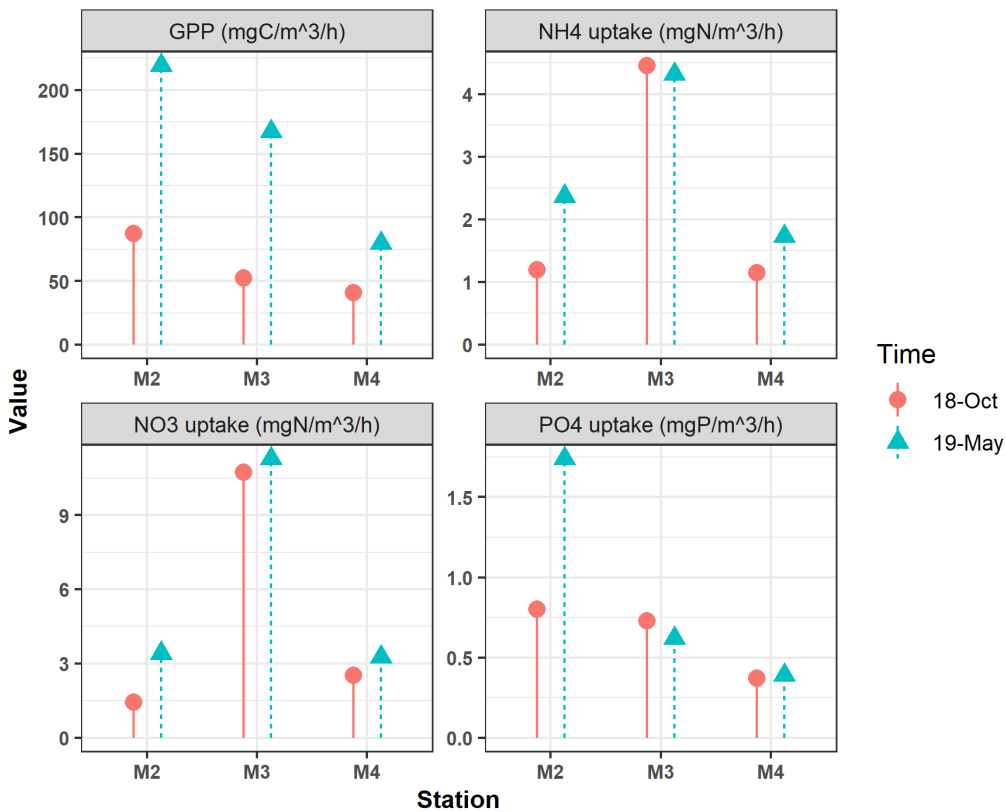 GPP (mgC/m^3/h)
NH4 uptake (mgN/m^3/h)
200
150
100
50
0
4
3
2
1
0
M2 M3 M4
M2 M3 M4
Value
NO3 uptake (mgN/m^3/h)
PO4 uptake (mgP/m^3/h)
9
6
3
0
1.5
1.0
0.5
0.0
M2 M3 M4
M2 M3 M4
Station
Time
18-Oct
19-May